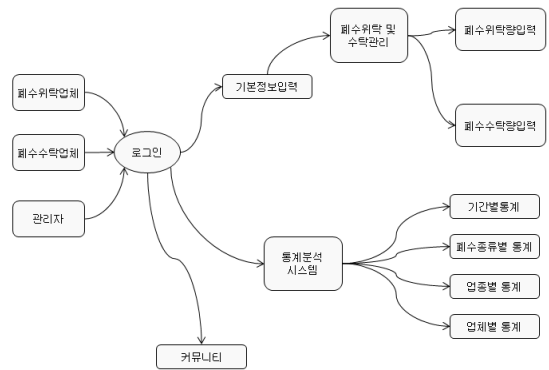 폐수위탁 및
수탁관리
폐수위탁량입력
기본정보입력
폐수위탁업체
폐수수탁량입력
폐수수탁업체
로그인
관리자
기간별통계
통계분석
시스템
폐수종류별 통계
업종별 통계
업체별 통계
커뮤니티